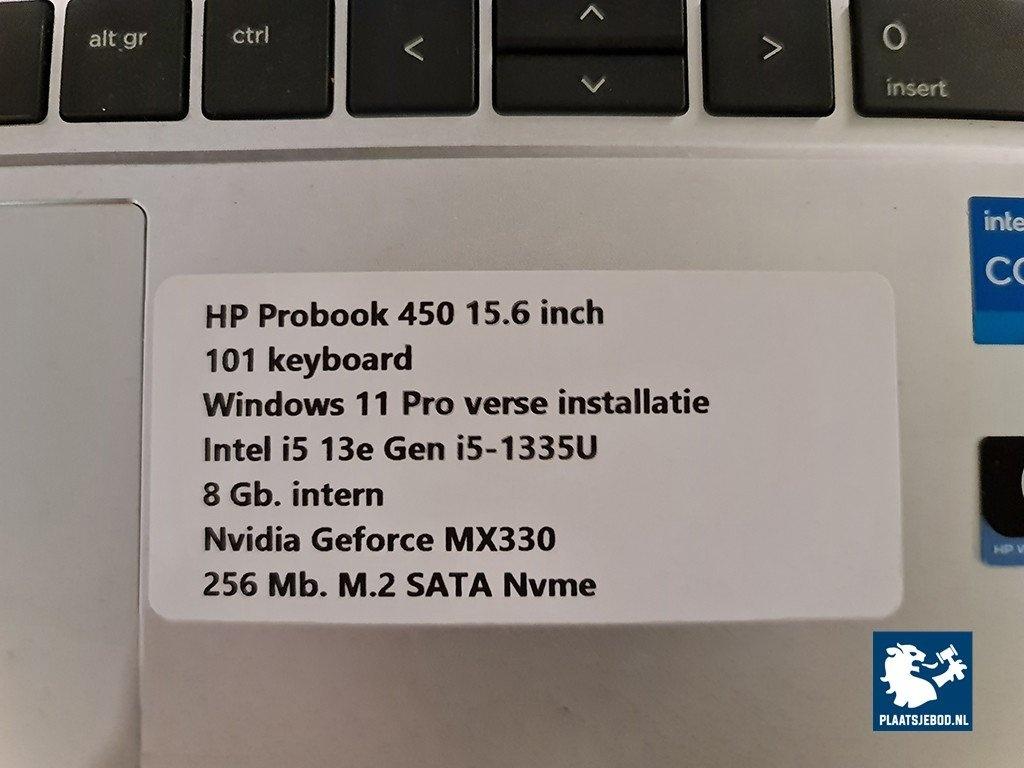 alt gr
ctrl
<
>
0
insert
HP Probook 450 15.6 inch
101 keyboard
Windows 11 Pro verse installatie
Intel i5 13e Gen i5-1335U
8 Gb. intern
Nvidia Geforce MX330
256 Mb. M.2 SATA Nvme
HP
PLAATSJEBOD.NL